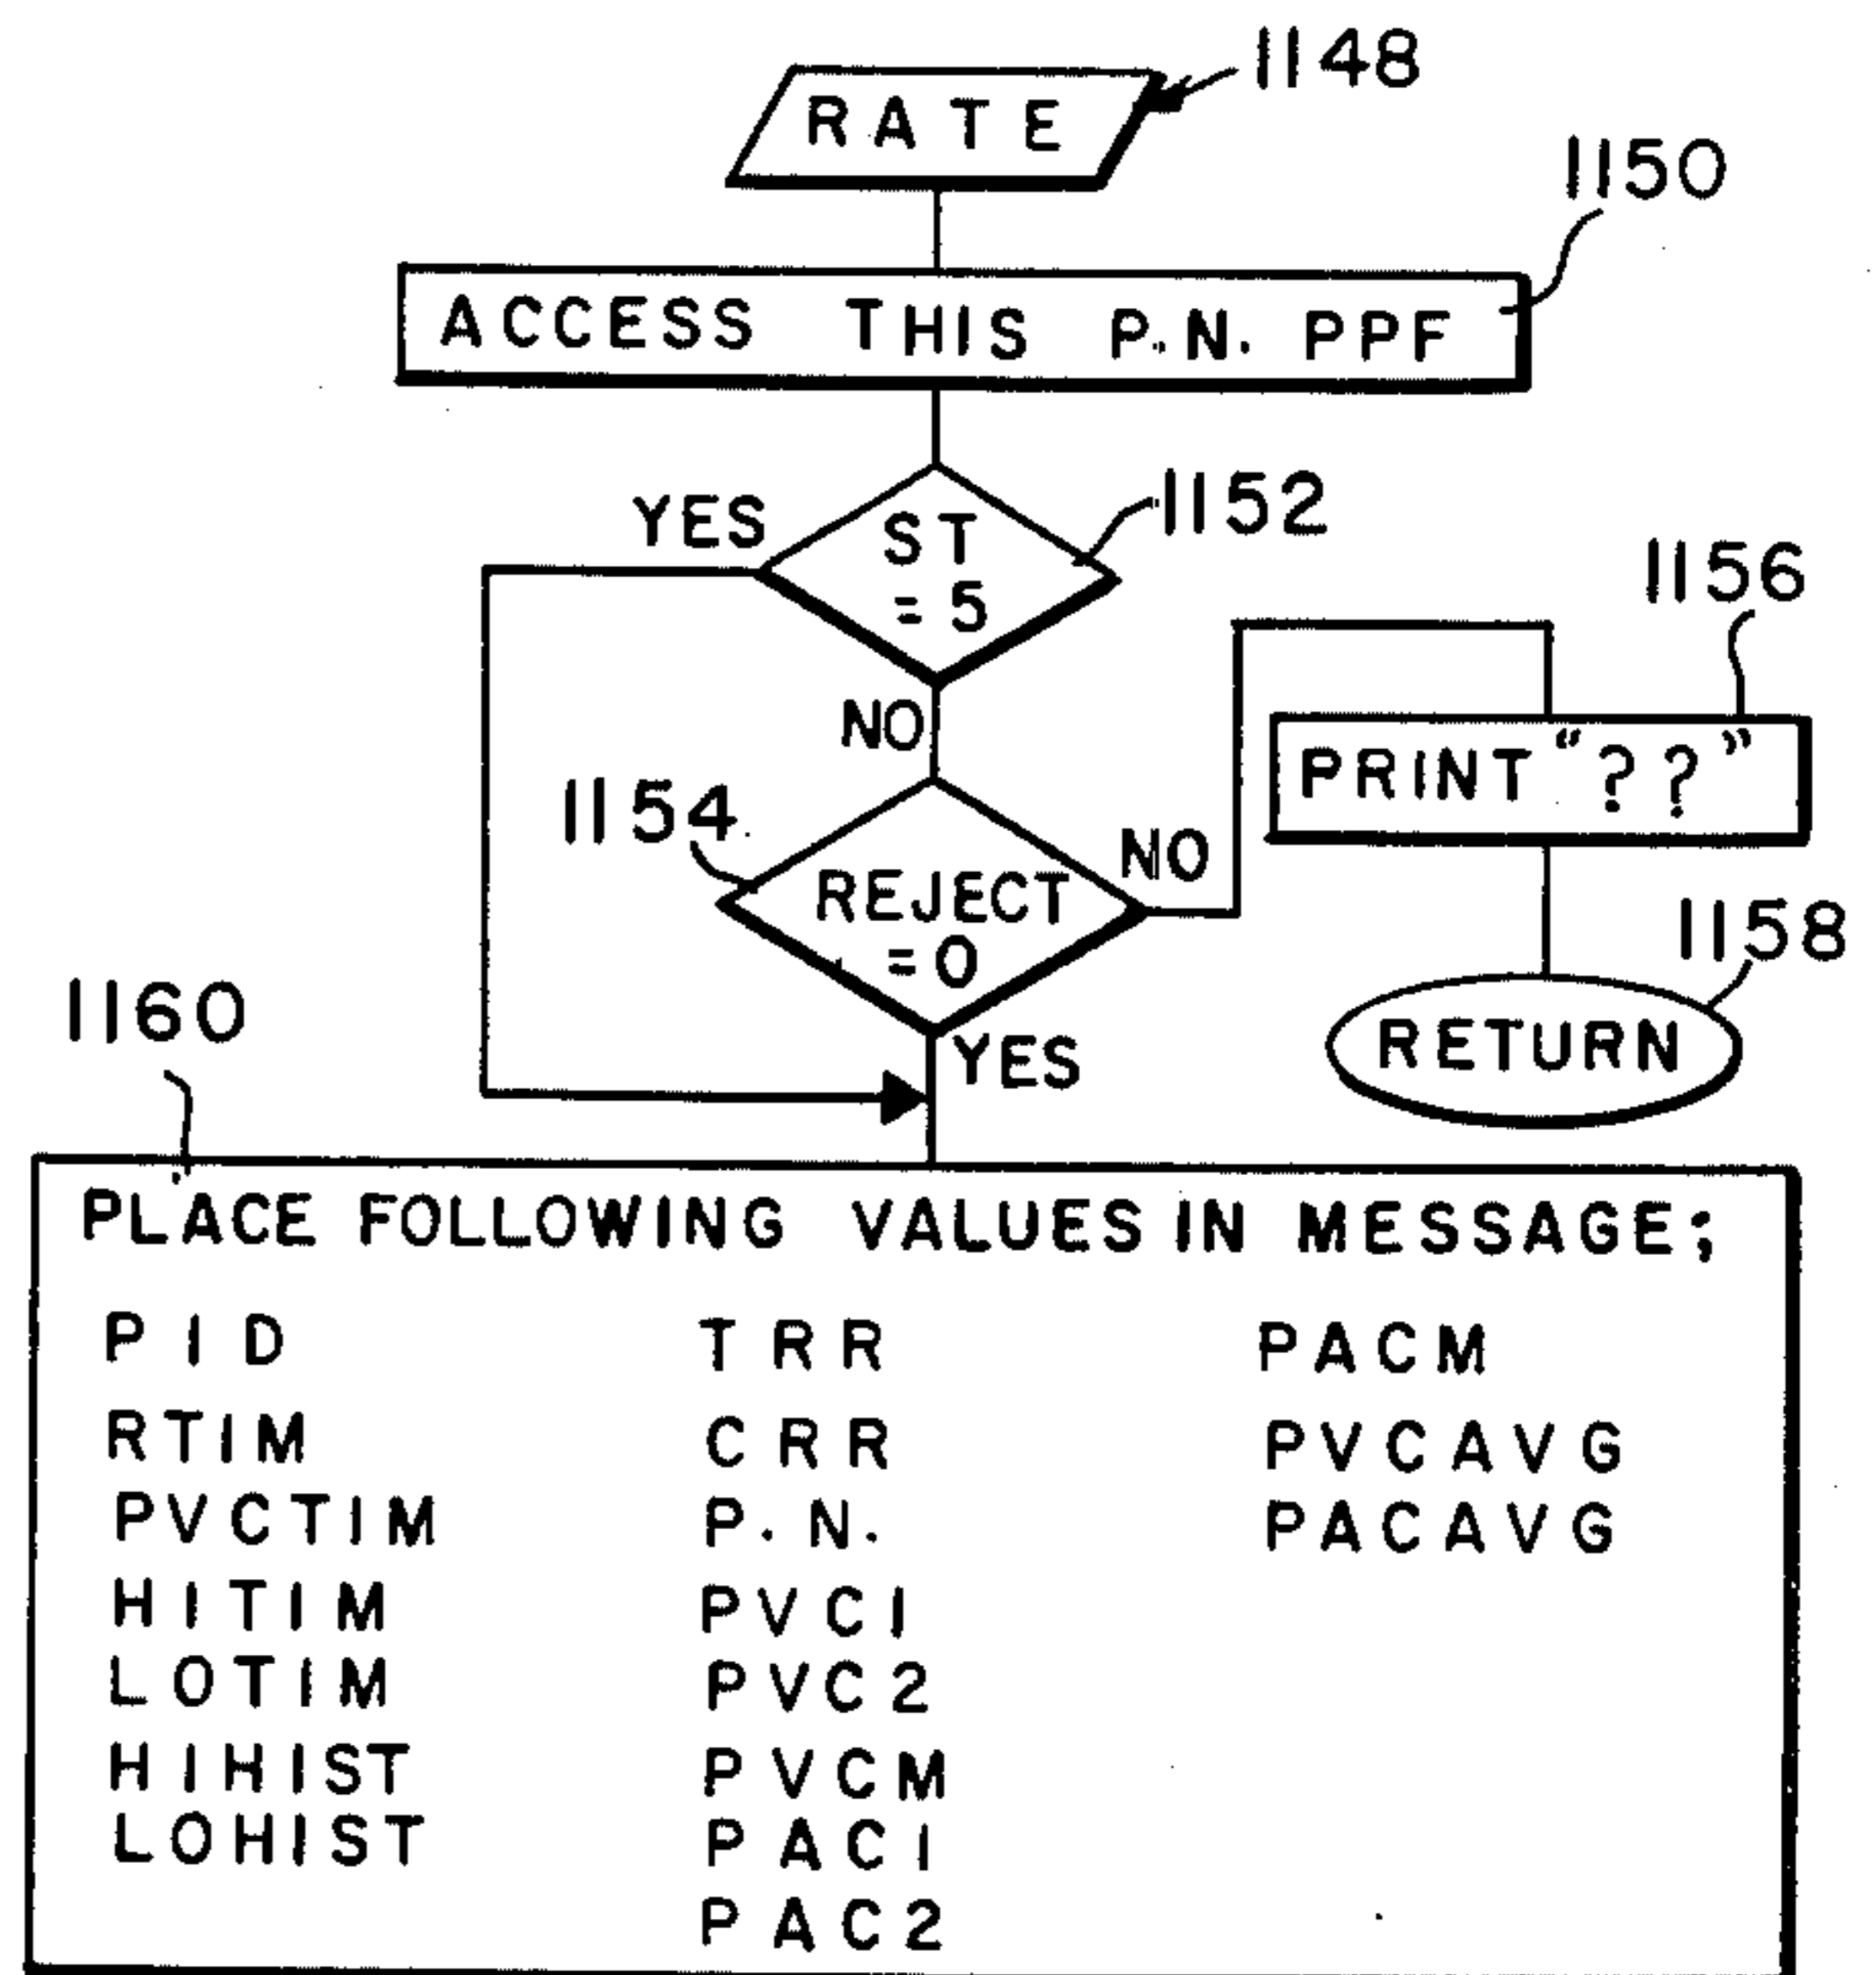 1148
RATE
1150
ACCESS THIS P.N. PPF
YES
ST
= 5
1152
NO
1156
PRINT "??"
1154
REJECT
= 0
NO
1158
RETURN
YES
1160
PLACE FOLLOWING VALUES IN MESSAGE;
PID TRR PACM
RTIM CRR PVCAVG
PVCTIM P.N. PACAVG
HITIM PVC1
LOTIM PVC2
HIHIST PVCM
LOHIST PAC1
PAC2